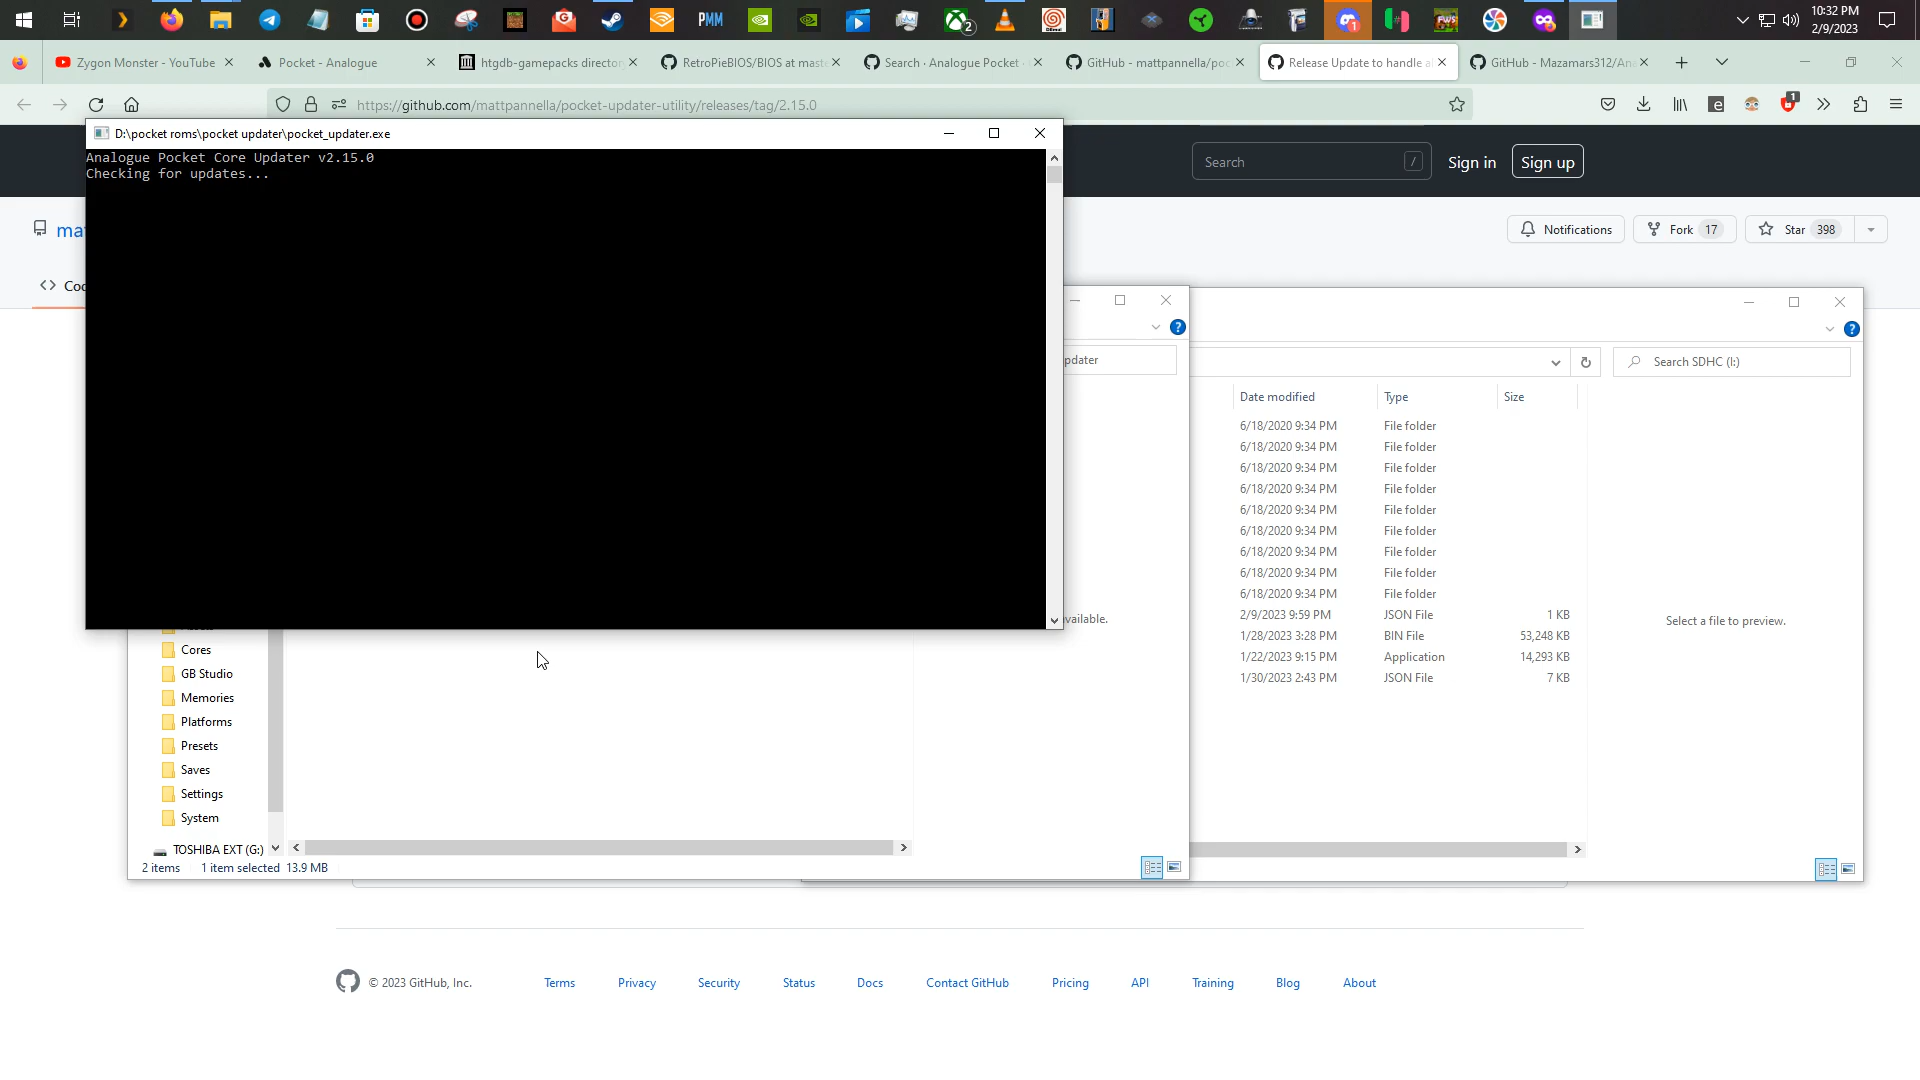 PMM
2
1
10:32 PM
2/9/2023
Zygon Monster - YouTube
Pocket - Analogue
htgdb-gamepacks director
RetroPieBIOS/BIOS at mast
Search · Analogue Pocket ·
GitHub - mattpannella/poc
Release Update to handle a
GitHub - Mazamars312/An
https://github.com/mattpannella/pocket-updater-utility/releases/tag/2.15.0
1
D:\pocket roms\pocket updater\pocket_updater.exe
Analogue Pocket Core Updater v2.15.0
Checking for updates...
Search
/
Sign in
Sign up
ma
Notifications
Fork 17
Star 398
<> Co
pdater
Search SDHC (I:)
Date modified Type Size
6/18/2020 9:34 PM File folder
6/18/2020 9:34 PM File folder
6/18/2020 9:34 PM File folder
6/18/2020 9:34 PM File folder
6/18/2020 9:34 PM File folder
6/18/2020 9:34 PM File folder
6/18/2020 9:34 PM File folder
6/18/2020 9:34 PM File folder
6/18/2020 9:34 PM File folder
2/9/2023 9:59 PM JSON File 1 KB
1/28/2023 3:28 PM BIN File 53,248 KB
1/22/2023 9:15 PM Application 14,293 KB
1/30/2023 2:43 PM JSON File 7 KB
vailable.
Select a file to preview.
Cores
GB Studio
Memories
Platforms
Presets
Saves
Settings
System
TOSHIBA EXT (G:)
2 items 1 item selected 13.9 MB
© 2023 GitHub, Inc.
Terms
Privacy
Security
Status
Docs
Contact GitHub
Pricing
API
Training
Blog
About